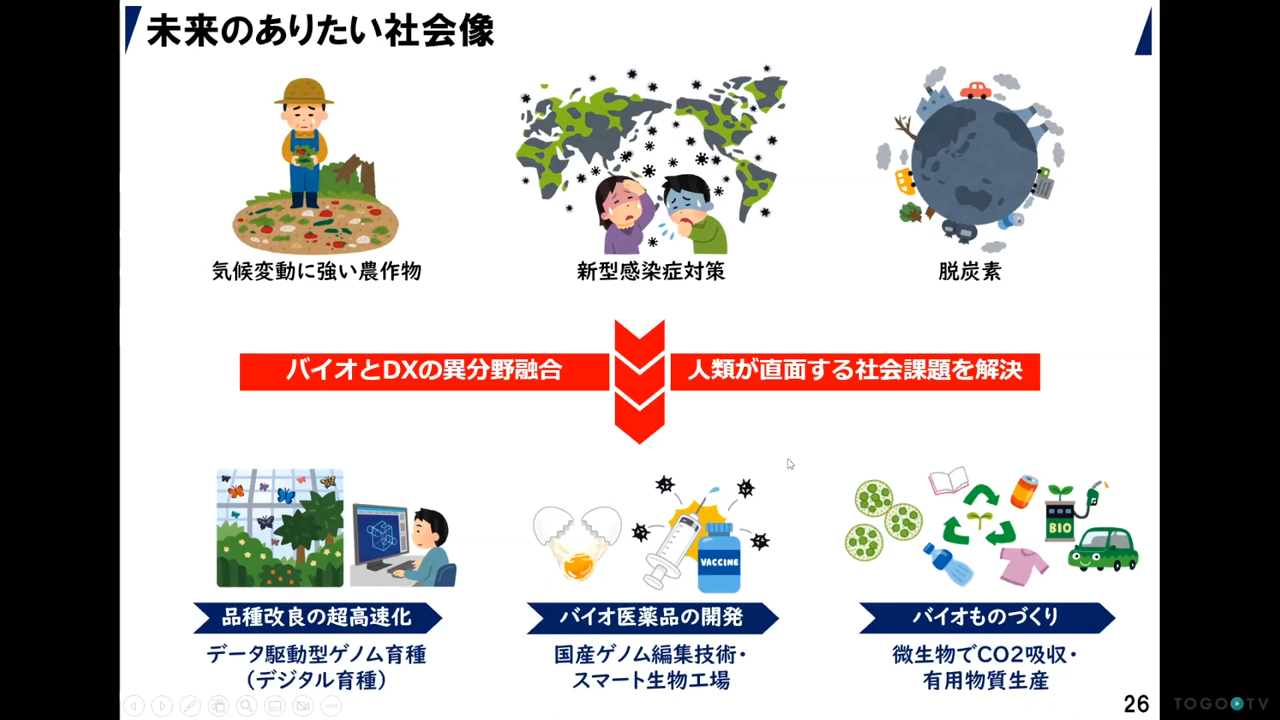 未来のありたい社会像
気候変動に強い農作物
新型感染症対策
脱炭素
バイオとDXの異分野融合
人類が直面する社会課題を解決
BIO
VACCINE
品種改良の超高速化
バイオ医薬品の開発
バイオものづくり
データ駆動型ゲノム育種
（デジタル育種）
国産ゲノム編集技術・
スマート生物工場
微生物でCO2吸収・
有用物質生産
26
TOGO TV